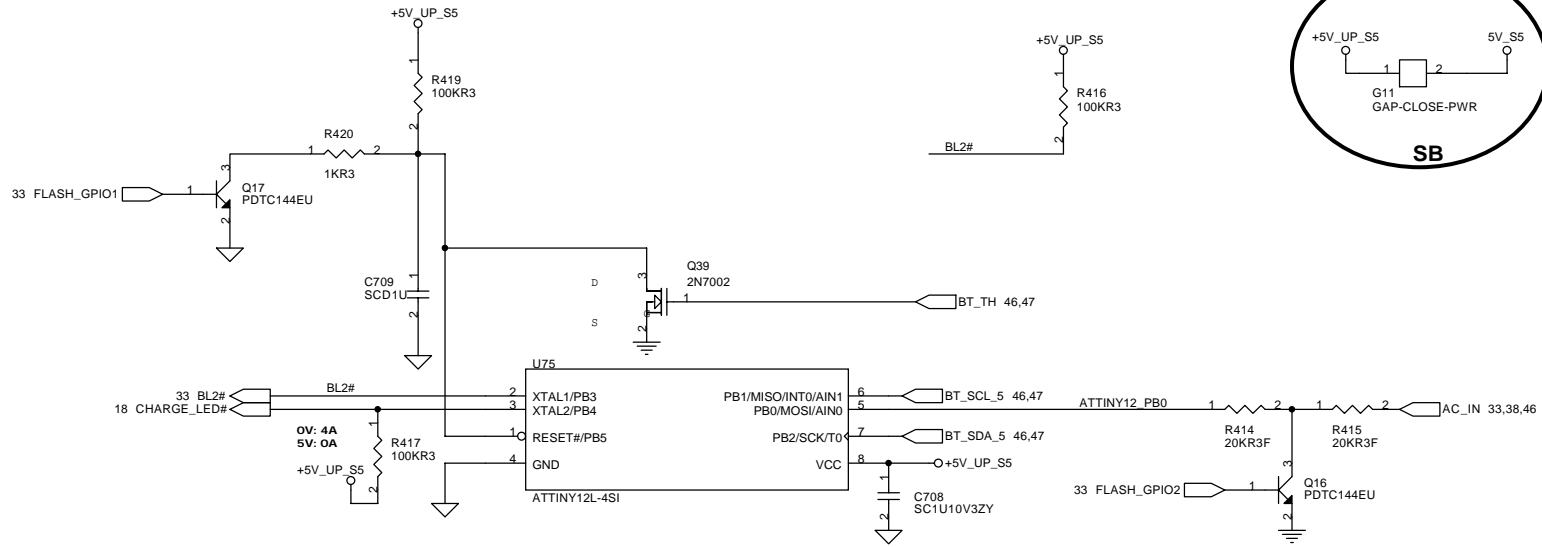 +5V_UP_S5
1
R419
100KR3
2
R420
1 2
1KR3
33 FLASH_GPIO1
1
3
Q17
PDTC144EU
2
+5V_UP_S5
1
R416
100KR3
2
BL2#
+5V_UP_S5
5V_S5
1 2
G11
GAP-CLOSE-PWR
SB
C709
SCD1U
1
2
D
S
3
Q39
2N7002
1
G
2
BT_TH 46,47
U75
33 BL2#
BL2#
2 XTAL1/PB3
18 CHARGE_LED#
3 XTAL2/PB4
1 RESET#/PB5
4 GND
PB1/MISO/INT0/AIN1 6
PB0/MOSI/AIN0 5
PB2/SCK/T0 7
VCC 8
ATTINY12L-4SI
0V: 4A
5V: 0A
1
R417
100KR3
2
+5V_UP_S5
BT_SCL_5 46,47
ATTINY12_PB0
BT_SDA_5 46,47
+5V_UP_S5
1
C708
SC1U10V3ZY
2
1 2
R414
20KR3F
1 2
R415
20KR3F
AC_IN 33,38,46
33 FLASH_GPIO2
1
3
Q16
PDTC144EU
2